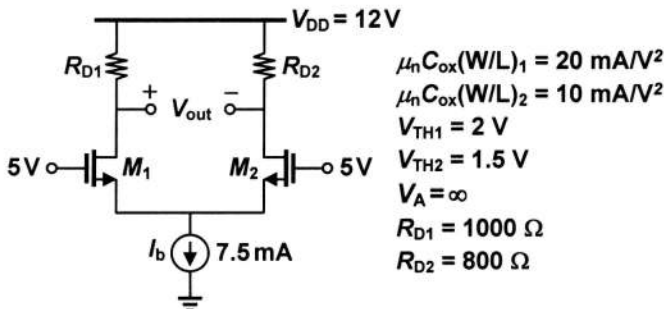 V_DD = 12V
R_D1
R_D2
+ V_out −
5V
M_1
M_2
5V
I_b
7.5 mA
μ_nC_ox(W/L)_1 = 20 mA/V²
μ_nC_ox(W/L)_2 = 10 mA/V²
V_TH1 = 2 V
V_TH2 = 1.5 V
V_A = ∞
R_D1 = 1000 Ω
R_D2 = 800 Ω